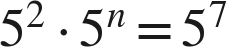 5² · 5ⁿ = 5⁷